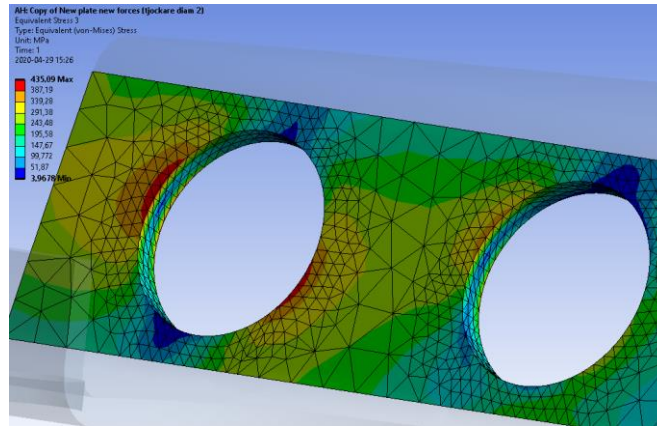 AH: Copy of New plate new forces (tjockare diam 2)
Equivalent Stress 3
Type: Equivalent (von-Mises) Stress
Unit: MPa
Time: 1
2020-04-29 15:26
435,09 Max
387,19
339,28
291,38
243,48
195,58
147,67
99,772
51,87
3,9678 Min